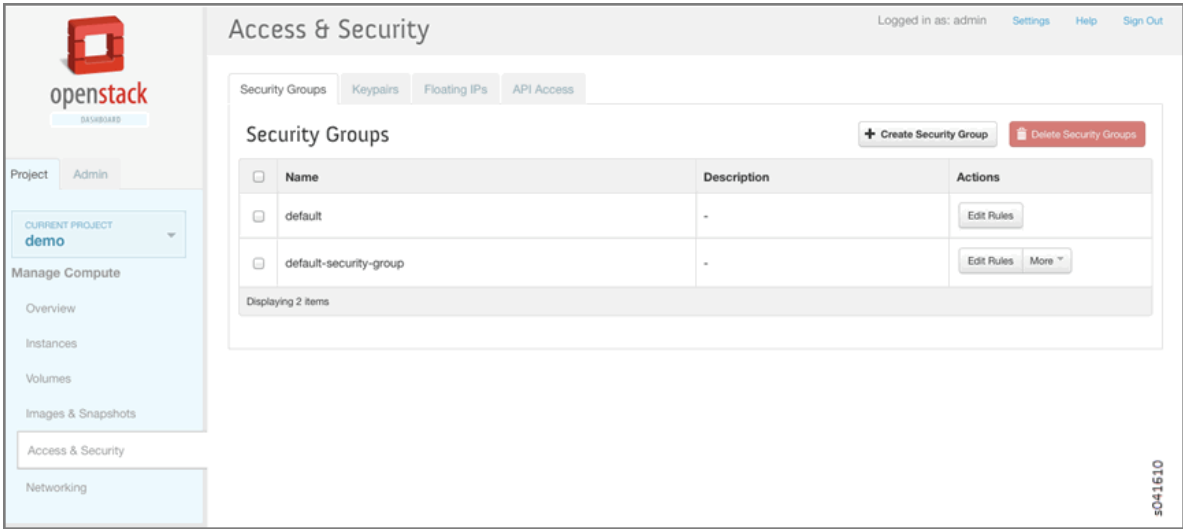 Access & Security
Logged in as: admin
Settings
Help
Sign Out
openstack
DASHBOARD
Project
Admin
CURRENT PROJECT
demo
Manage Compute
Overview
Instances
Volumes
Images & Snapshots
Access & Security
Networking
Security Groups
Keypairs
Floating IPs
API Access
Security Groups
+ Create Security Group
Delete Security Groups
Name Description Actions
default - Edit Rules
default-security-group - Edit Rules More
Displaying 2 items
s041610